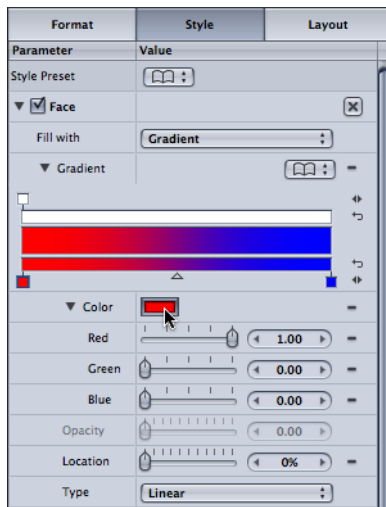 Format Style Layout
Parameter Value
Style Preset
Face
Fill with Gradient
Gradient
Color
Red 1.00
Green 0.00
Blue 0.00
Opacity 0.00
Location 0%
Type Linear